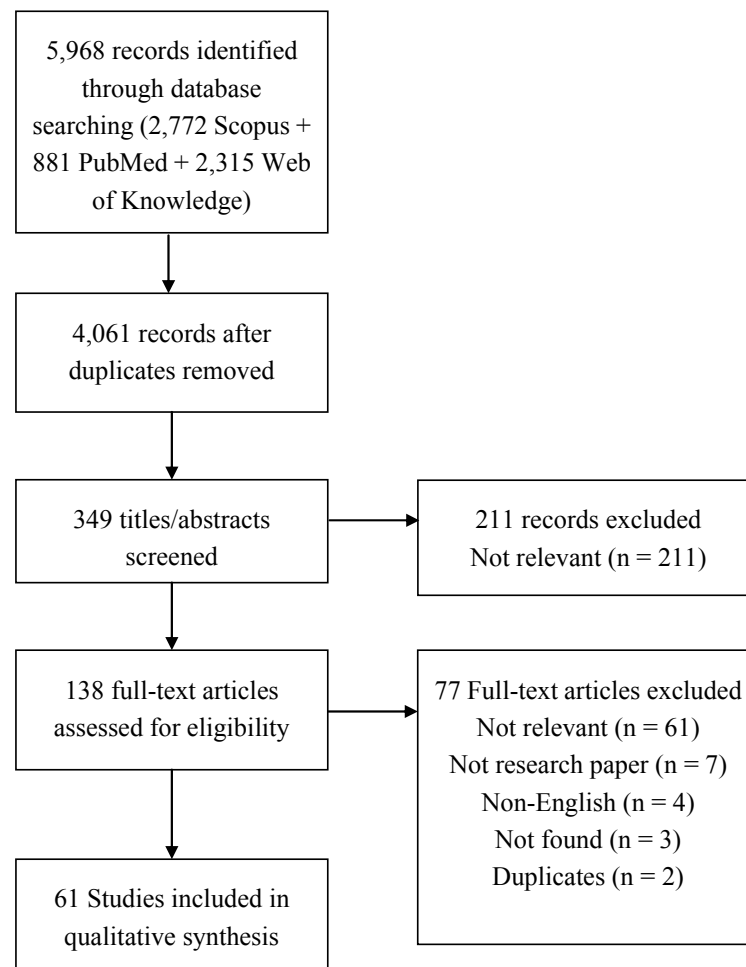 5,968 records identified
through database
searching (2,772 Scopus +
881 PubMed + 2,315 Web
of Knowledge)
4,061 records after
duplicates removed
349 titles/abstracts
screened
211 records excluded
Not relevant (n = 211)
138 full-text articles
assessed for eligibility
77 Full-text articles excluded
Not relevant (n = 61)
Not research paper (n = 7)
Non-English (n = 4)
Not found (n = 3)
Duplicates (n = 2)
61 Studies included in
qualitative synthesis